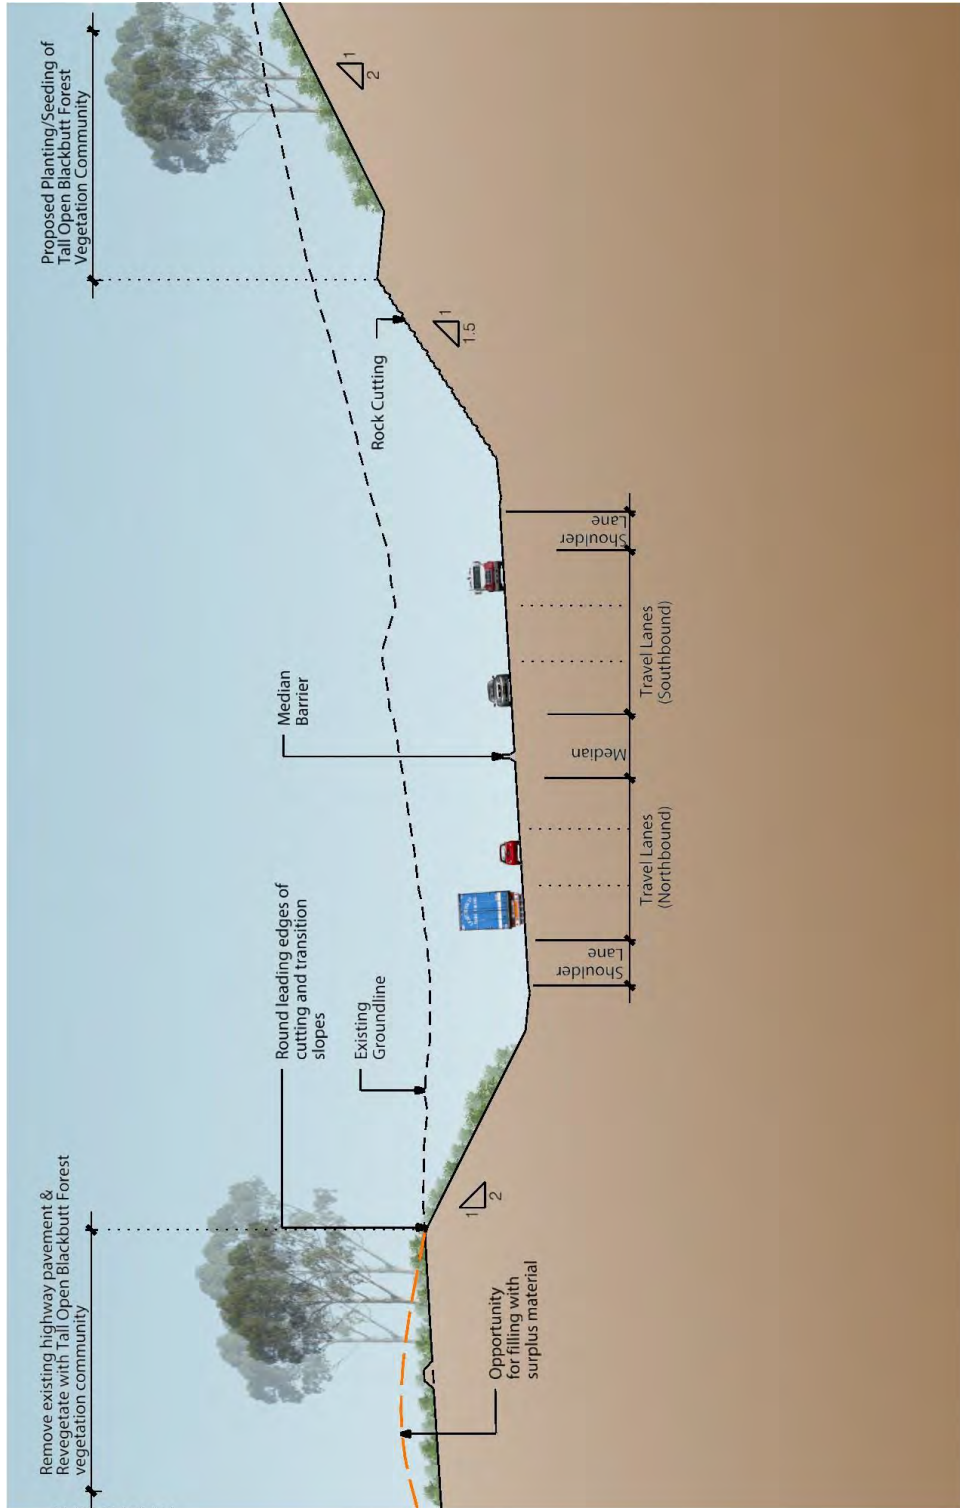 Remove existing highway pavement &
Revegetate with Tall Open Blackbutt Forest
vegetation community
Proposed Planting/Seeding of
Tall Open Blackbutt Forest
Vegetation Community
Round leading edges of
cutting and transition
slopes
Existing
Groundline
Median
Barrier
Rock Cutting
1
2
1
1.5
1
2
Opportunity
for filling with
surplus material
Shoulder
Lane
Travel Lanes
(Northbound)
Median
Travel Lanes
(Southbound)
Shoulder
Lane